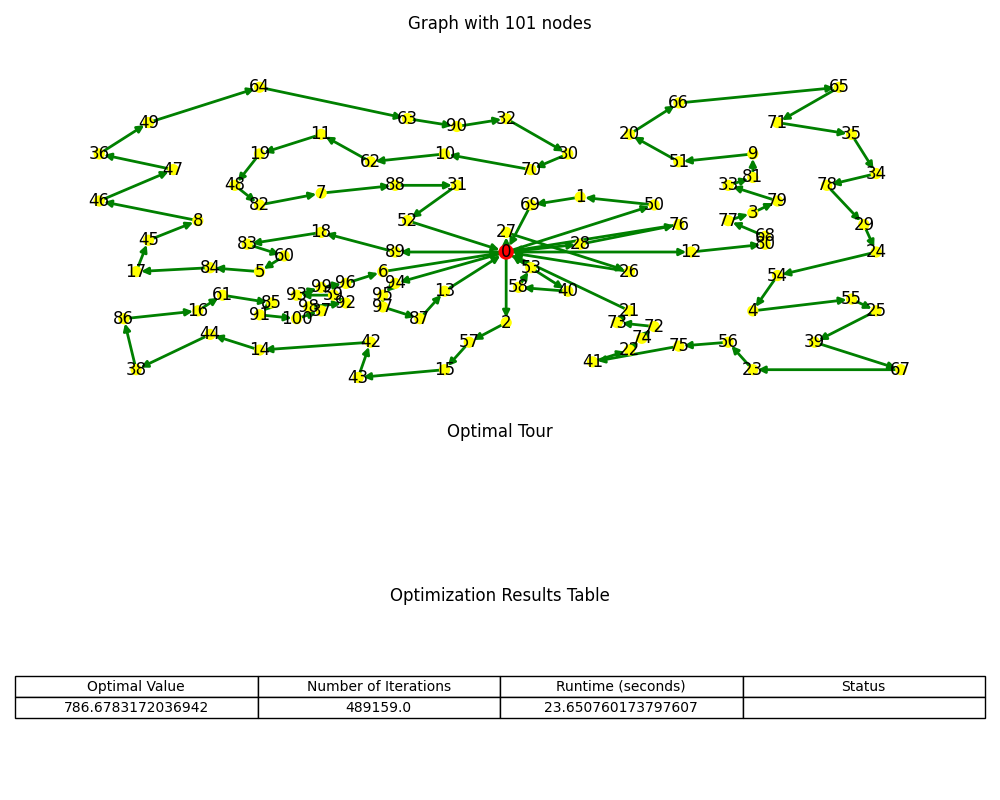 Graph with 101 nodes
64 65
66
49 63 90 32 71
11 20 35
36 19 62 10 30 51 9
47 70 34
48 7 88 31 33 81 78
46 82 69 1 50 79
8 52 3
18 27 76 77 29
45 83 28 68
60 89 0 12 80 24
17 84 5 6 53 26 54
99 96 94
61 93 59 95 13 58 40 55
86 16 85 98 92 97 21 4 25
91 100 37 87 2 73 72
44 42 57 74 56 39
14 22 75
38 43 15 41 23 67
Optimal Tour
Optimization Results Table
Optimal Value Number of Iterations Runtime (seconds) Status
786.6783172036942 489159.0 23.650760173797607